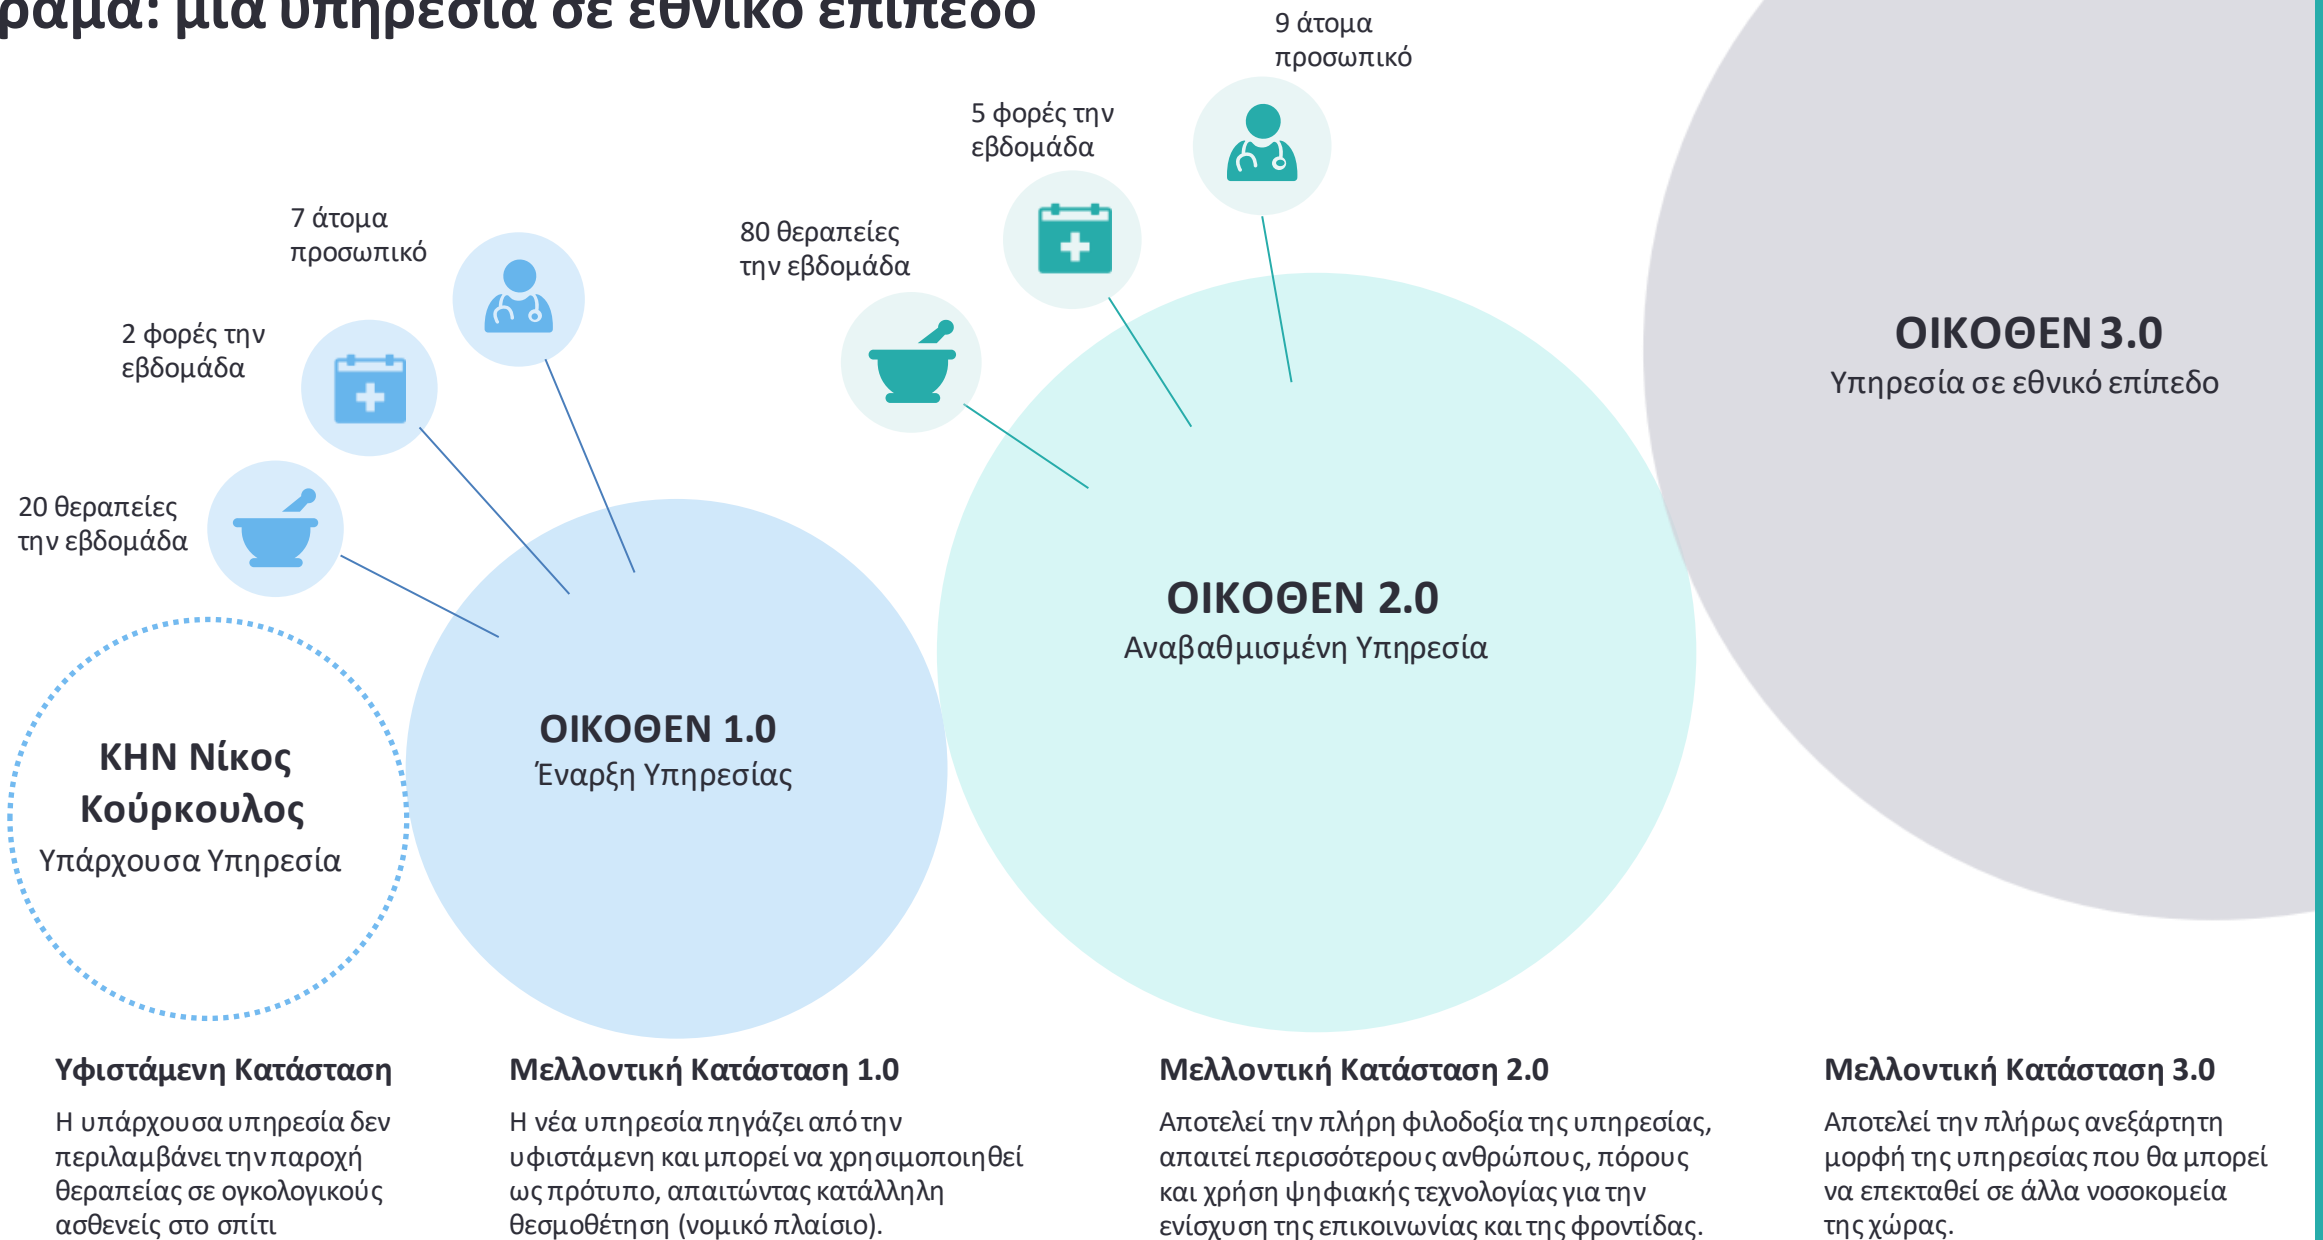 μια υπηρεσία σε εθνικό επίπεδο
9 άτομα
προσωπικό
5 φορές την
εβδομάδα
80 θεραπείες
την εβδομάδα
7 άτομα
προσωπικό
2 φορές την
εβδομάδα
20 θεραπείες
την εβδομάδα
ΚΗΝ Νίκος
Κούρκουλος
Υπάρχουσα Υπηρεσία
ΟΙΚΟΘΕΝ 1.0
Έναρξη Υπηρεσίας
ΟΙΚΟΘΕΝ 2.0
Αναβαθμισμένη Υπηρεσία
ΟΙΚΟΘΕΝ 3.0
Υπηρεσία σε εθνικό επίπεδο
Υφιστάμενη Κατάσταση
Η υπάρχουσα υπηρεσία δεν
περιλαμβάνει την παροχή
θεραπείας σε ογκολογικούς
ασθενείς στο σπίτι
Μελλοντική Κατάσταση 1.0
Η νέα υπηρεσία πηγάζει από την
υφιστάμενη και μπορεί να χρησιμοποιηθεί
ως πρότυπο, απαιτώντας κατάλληλη
θεσμοθέτηση (νομικό πλαίσιο).
Μελλοντική Κατάσταση 2.0
Αποτελεί την πλήρη φιλοδοξία της υπηρεσίας,
απαιτεί περισσότερους ανθρώπους, πόρους
και χρήση ψηφιακής τεχνολογίας για την
ενίσχυση της επικοινωνίας και της φροντίδας.
Μελλοντική Κατάσταση 3.0
Αποτελεί την πλήρως ανεξάρτητη
μορφή της υπηρεσίας που θα μπορεί
να επεκταθεί σε άλλα νοσοκομεία
της χώρας.